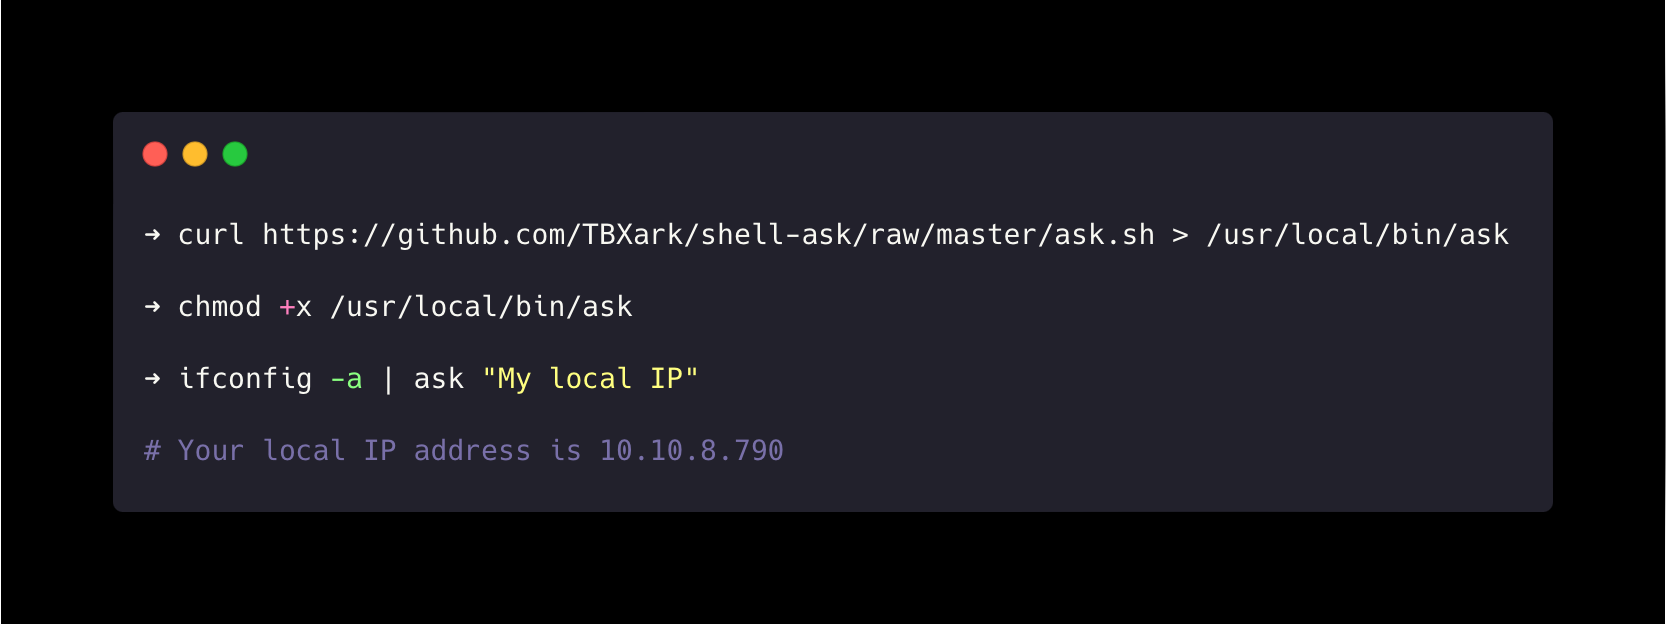 ➜ curl https://github.com/TBXark/shell-ask/raw/master/ask.sh > /usr/local/bin/ask
➜ chmod +x /usr/local/bin/ask
➜ ifconfig -a | ask "My local IP"
# Your local IP address is 10.10.8.790